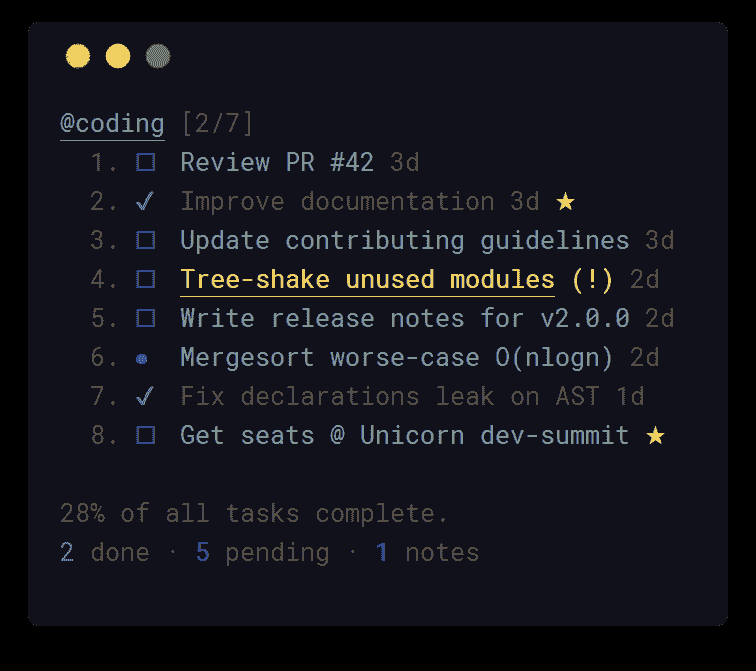 @coding [2/7]
1. □ Review PR #42 3d
2. ✓ Improve documentation 3d ★
3. □ Update contributing guidelines 3d
4. □ Tree-shake unused modules (!) 2d
5. □ Write release notes for v2.0.0 2d
6. ● Mergesort worse-case O(nlogn) 2d
7. ✓ Fix declarations leak on AST 1d
8. □ Get seats @ Unicorn dev-summit ★
28% of all tasks complete.
2 done · 5 pending · 1 notes